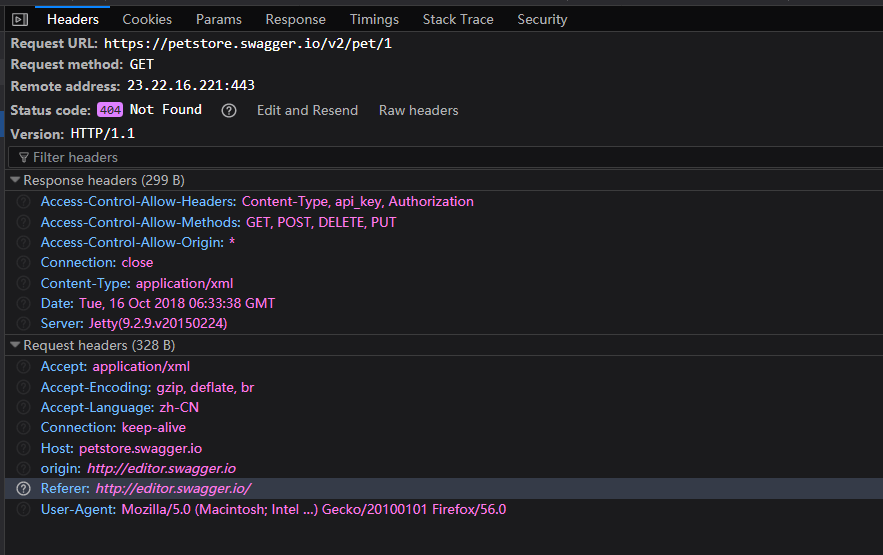 Headers Cookies Params Response Timings Stack Trace Security
Request URL: https://petstore.swagger.io/v2/pet/1
Request method: GET
Remote address: 23.22.16.221:443
Status code: 404 Not Found ? Edit and Resend Raw headers
Version: HTTP/1.1
Filter headers
Response headers (299 B)
? Access-Control-Allow-Headers: Content-Type, api_key, Authorization
? Access-Control-Allow-Methods: GET, POST, DELETE, PUT
? Access-Control-Allow-Origin: *
? Connection: close
? Content-Type: application/xml
? Date: Tue, 16 Oct 2018 06:33:38 GMT
? Server: Jetty(9.2.9.v20150224)
Request headers (328 B)
? Accept: application/xml
? Accept-Encoding: gzip, deflate, br
? Accept-Language: zh-CN
? Connection: keep-alive
? Host: petstore.swagger.io
? origin: http://editor.swagger.io
? Referer: http://editor.swagger.io/
? User-Agent: Mozilla/5.0 (Macintosh; Intel ...) Gecko/20100101 Firefox/56.0